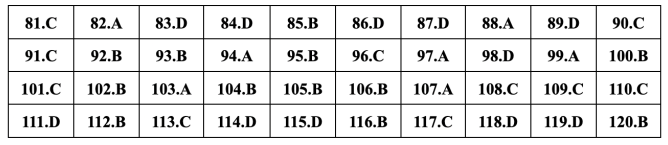 81.C 82.A 83.D 84.D 85.B 86.D 87.D 88.A 89.D 90.C
91.C 92.B 93.B 94.A 95.B 96.C 97.A 98.D 99.A 100.B
101.C 102.B 103.A 104.B 105.B 106.B 107.A 108.C 109.C 110.C
111.D 112.B 113.C 114.D 115.D 116.B 117.C 118.D 119.D 120.B